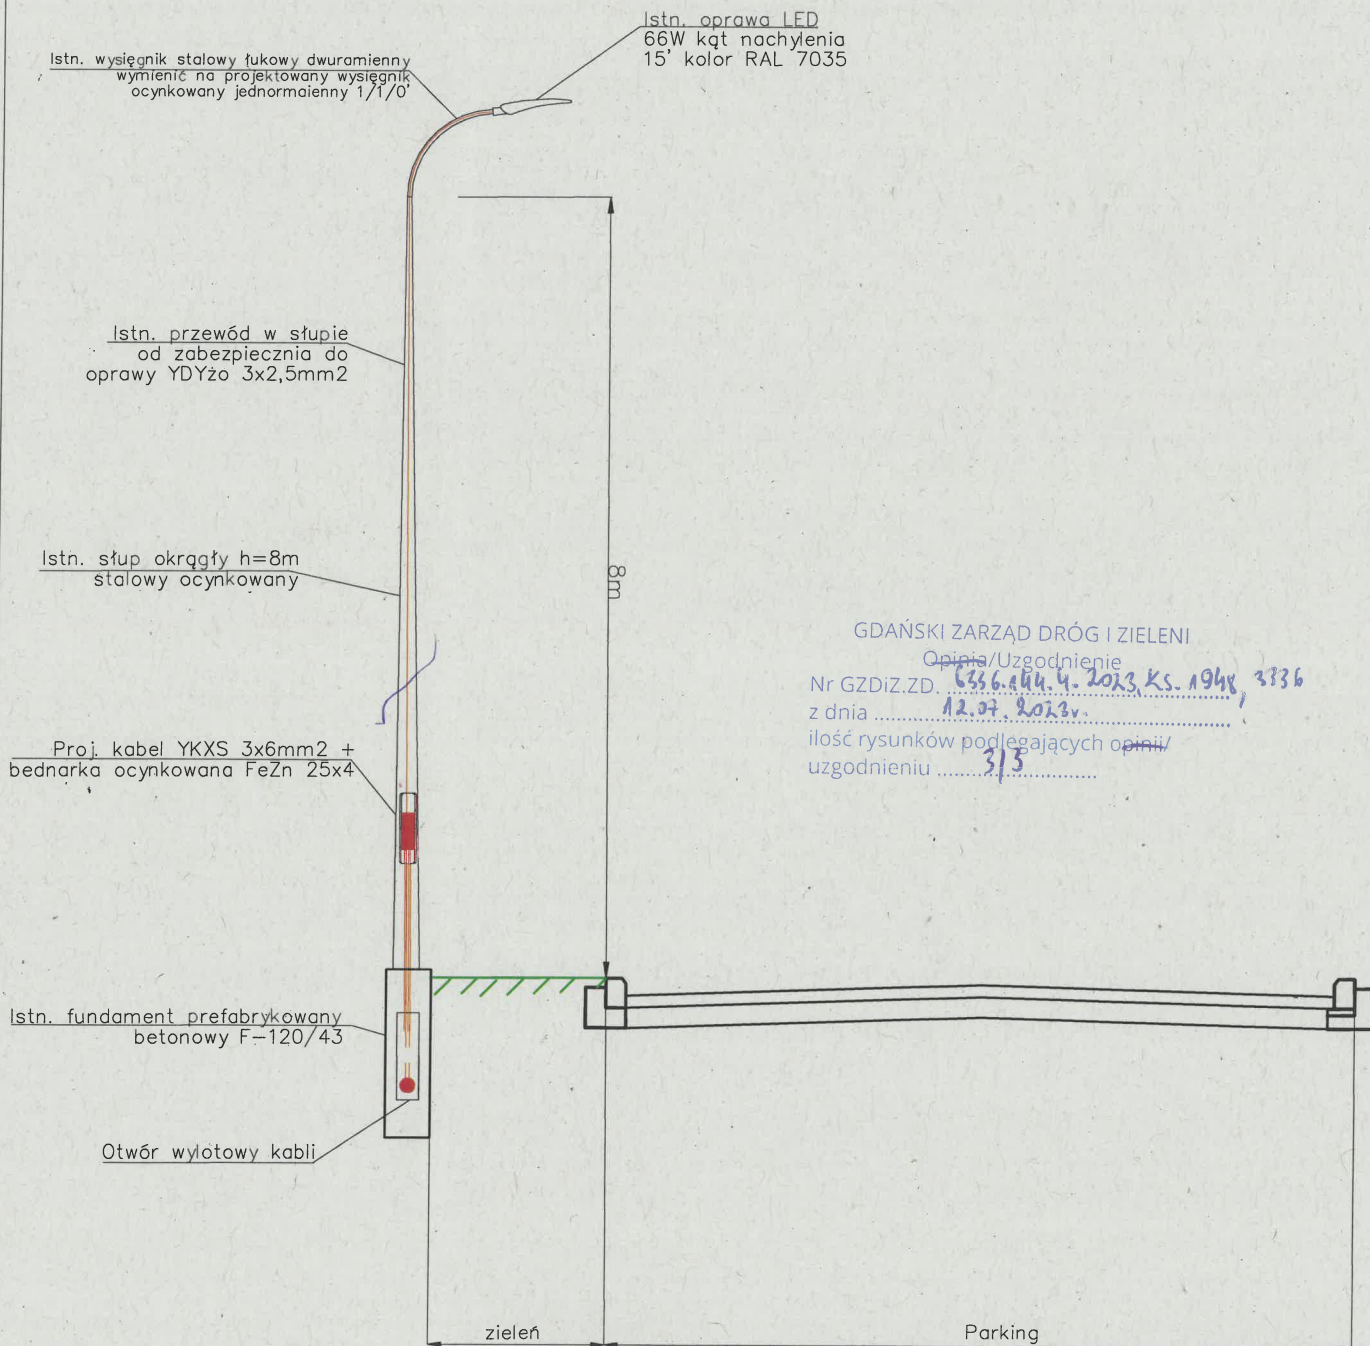 Istn. oprawa LED
66W kąt nachylenia
15' kolor RAL 7035
Istn. wysięgnik stalowy łukowy dwuramienny
wymienić na projektowany wysięgnik
ocynkowany jednormaienny 1/1/0'
Istn. przewód w słupie
od zabezpiecznia do
oprawy YDYżo 3x2,5mm2
Istn. słup okrągły h=8m
stalowy ocynkowany
8m
GDAŃSKI ZARZĄD DRÓG I ZIELENI
Opinia/Uzgodnienie
Nr GZDiZ.ZD. 6336.144.4.2023.KS.1948, 3336
z dnia 12.07.2023r.
ilość rysunków podlegających opinii/
uzgodnieniu 3/3
Proj. kabel YKXS 3x6mm2 +
bednarka ocynkowana FeZn 25x4
Istn. fundament prefabrykowany
betonowy F-120/43
Otwór wylotowy kabli
zieleń
Parking